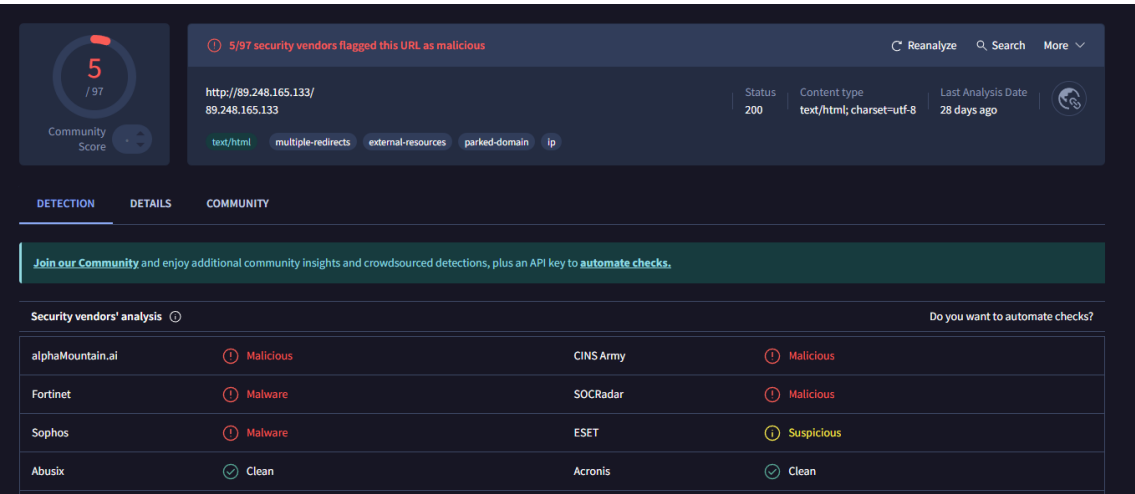 5
/ 97
Community
Score
5/97 security vendors flagged this URL as malicious
Reanalyze
Search
More
http://89.248.165.133/
89.248.165.133
Status
200
Content type
text/html; charset=utf-8
Last Analysis Date
28 days ago
text/html
multiple-redirects
external-resources
parked-domain
ip
DETECTION
DETAILS
COMMUNITY
Join our Community and enjoy additional community insights and crowdsourced detections, plus an API key to automate checks.
Security vendors' analysis
Do you want to automate checks?
alphaMountain.ai
Malicious
CINS Army
Malicious
Fortinet
Malware
SOCRadar
Malicious
Sophos
Malware
ESET
Suspicious
Abusix
Clean
Acronis
Clean